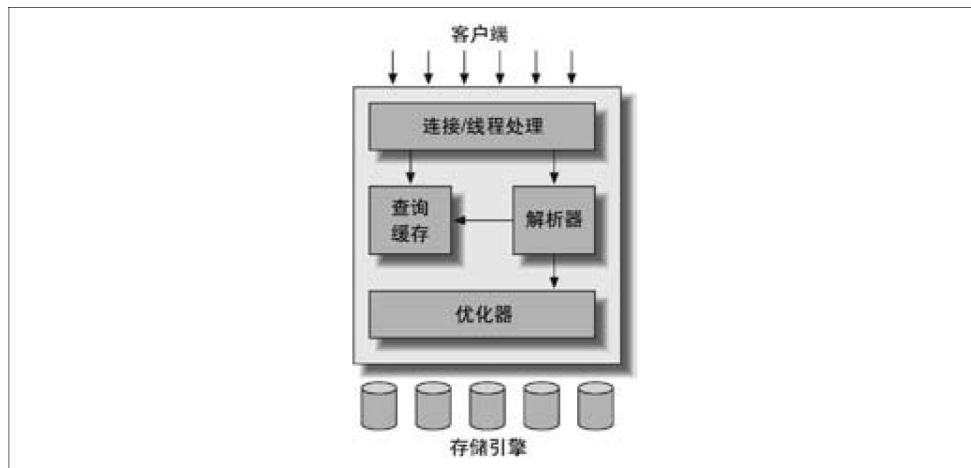 客户端
连接/线程处理
查询
缓存
解析器
优化器
存储引擎